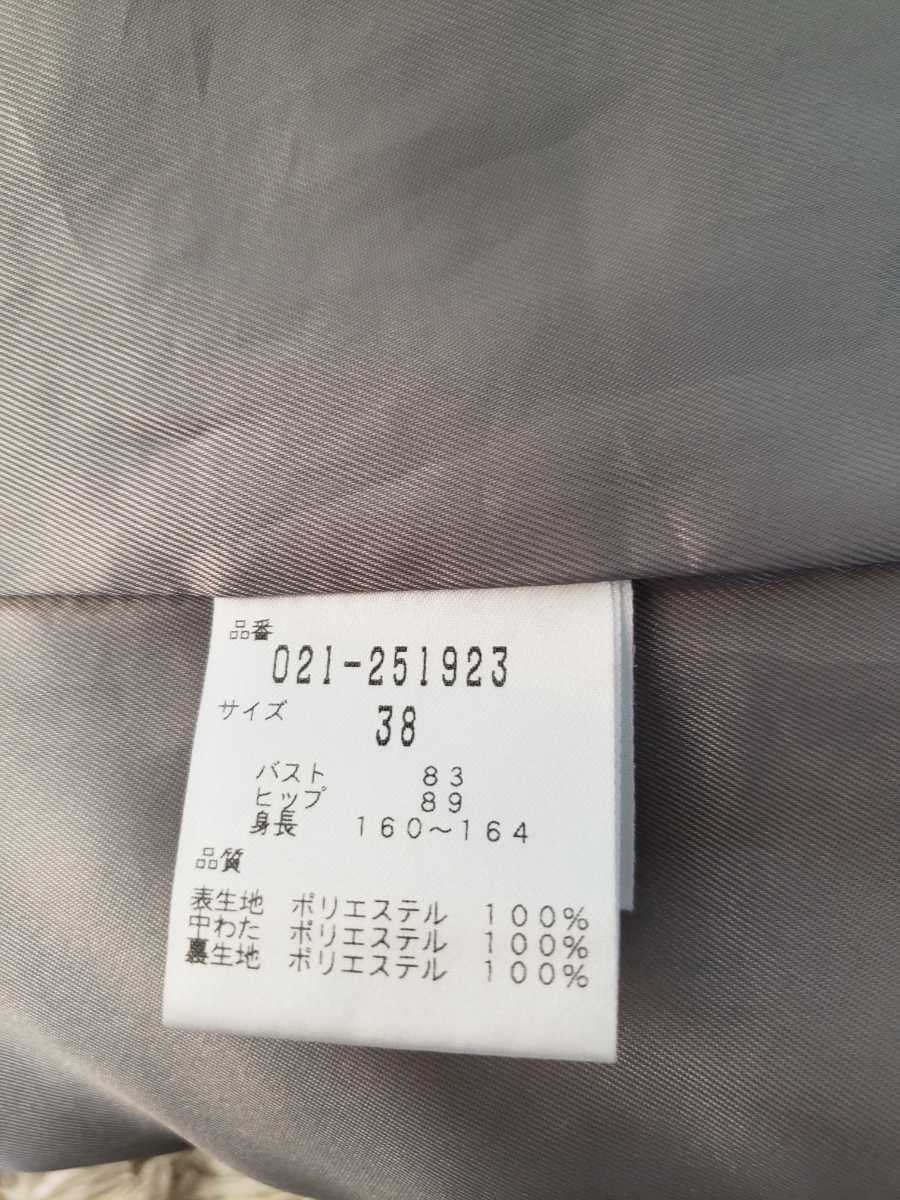 品番
021-251923
サイズ 38
バスト 83
ヒップ 89
身長 160～164
品質
表生地 ポリエステル 100%
中わた ポリエステル 100%
裏生地 ポリエステル 100%